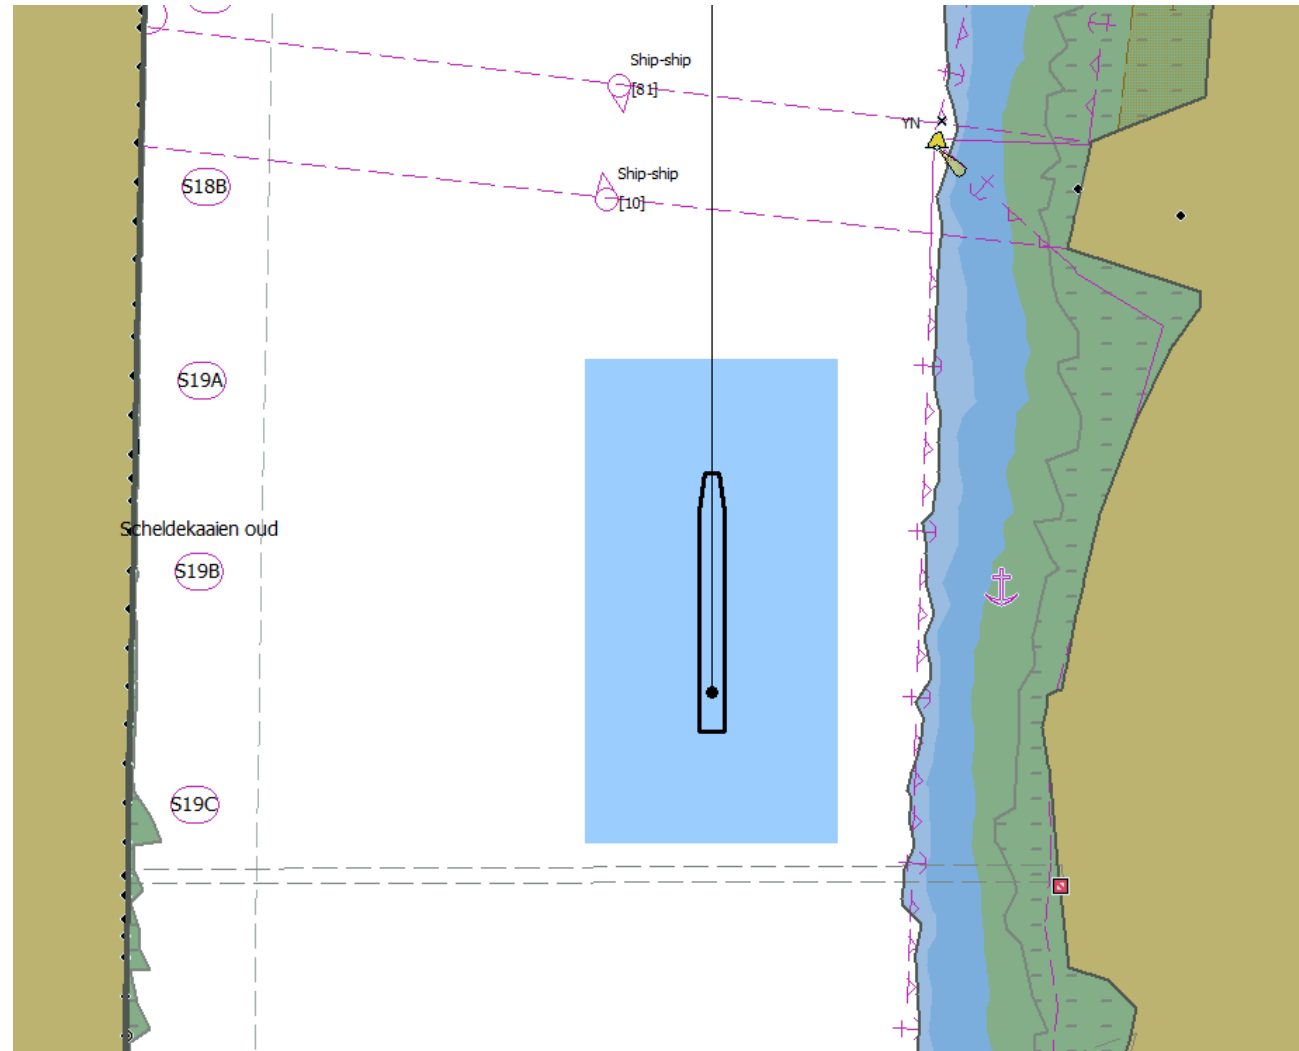 Ship-ship
[81]
YN
Ship-ship
[10]
S18B
S19A
Scheldekaaien oud
S19B
S19C